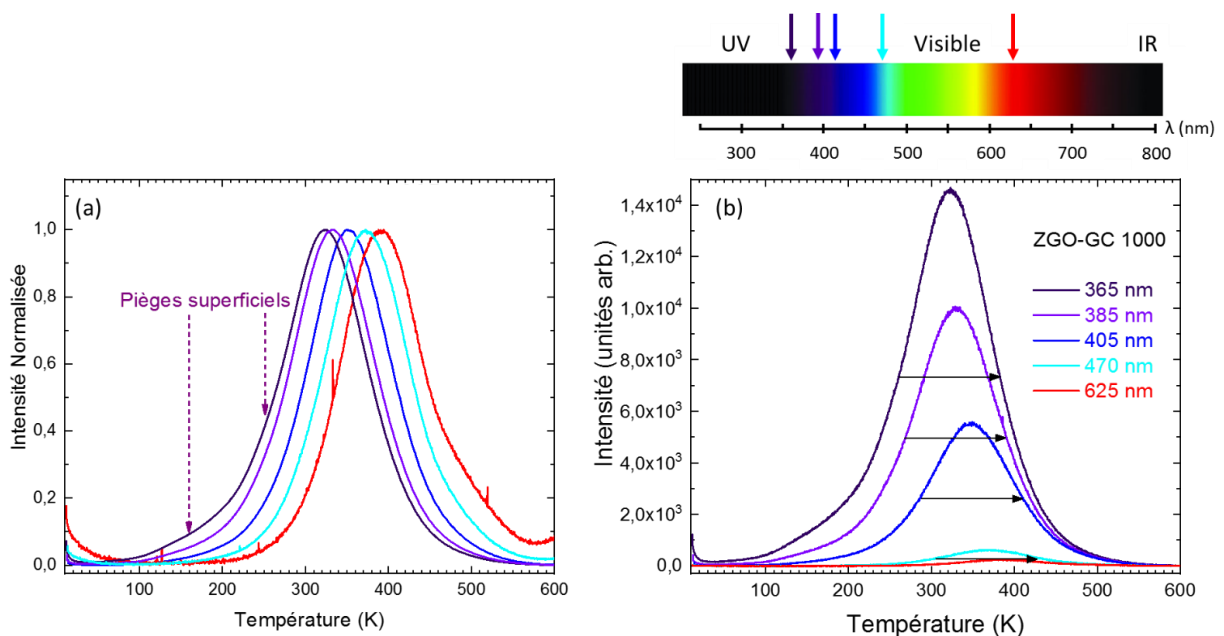 UV Visible IR
λ (nm)
300 400 500 600 700 800
(a)
Intensité Normalisée
1,0
0,8
0,6
0,4
0,2
0,0
Pièges superficiels
100 200 300 400 500 600
Température (K)
(b)
Intensité (unités arb.)
1,4x10⁴
1,2x10⁴
1,0x10⁴
8,0x10³
6,0x10³
4,0x10³
2,0x10³
0,0
ZGO-GC 1000
365 nm
385 nm
405 nm
470 nm
625 nm
100 200 300 400 500 600
Température (K)